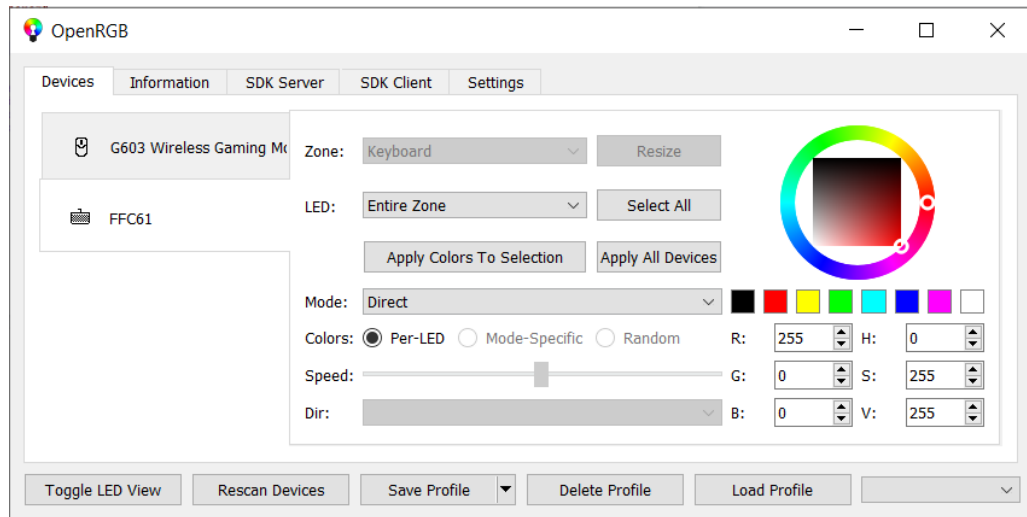 OpenRGB
Devices Information SDK Server SDK Client Settings
G603 Wireless Gaming Mo
FFC61
Zone: Keyboard Resize
LED: Entire Zone Select All
Apply Colors To Selection Apply All Devices
Mode: Direct
Colors: Per-LED Mode-Specific Random
Speed:
Dir:
R: 255 H: 0
G: 0 S: 255
B: 0 V: 255
Toggle LED View Rescan Devices Save Profile Delete Profile Load Profile